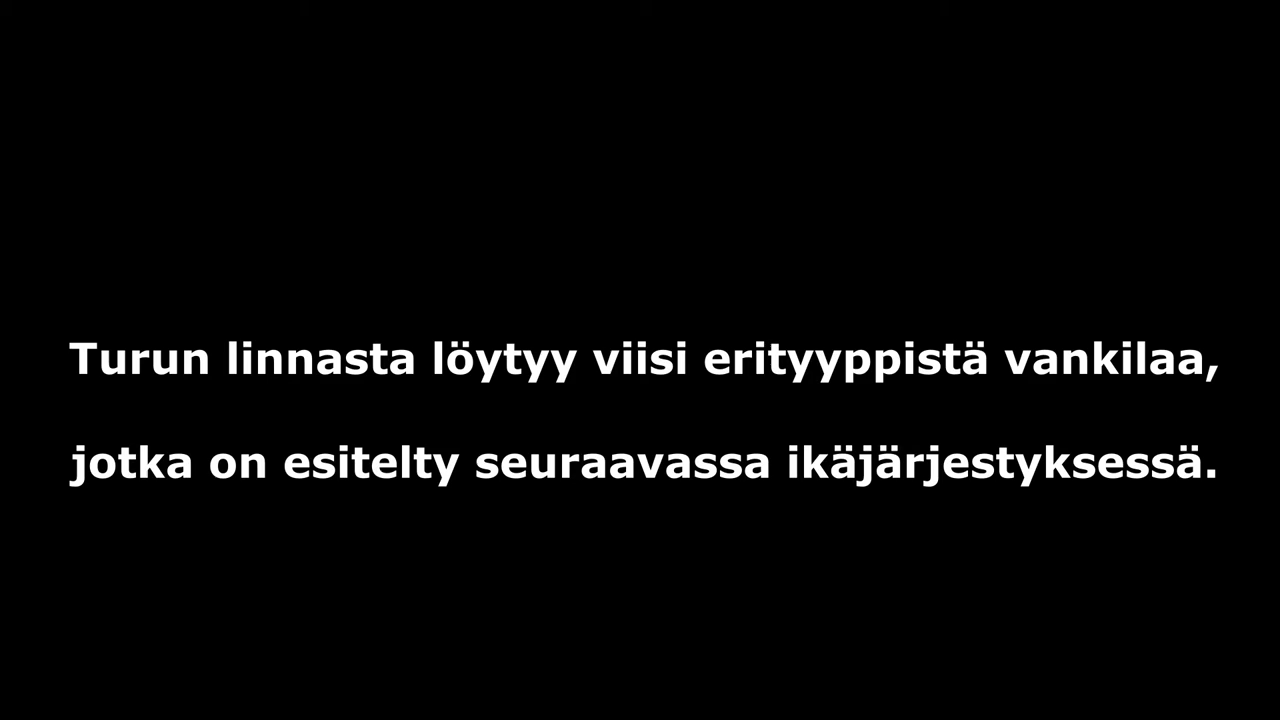 Turun linnasta löytyy viisi erityyppistä vankilaa,
jotka on esitelty seuraavassa ikäjärjestyksessä.